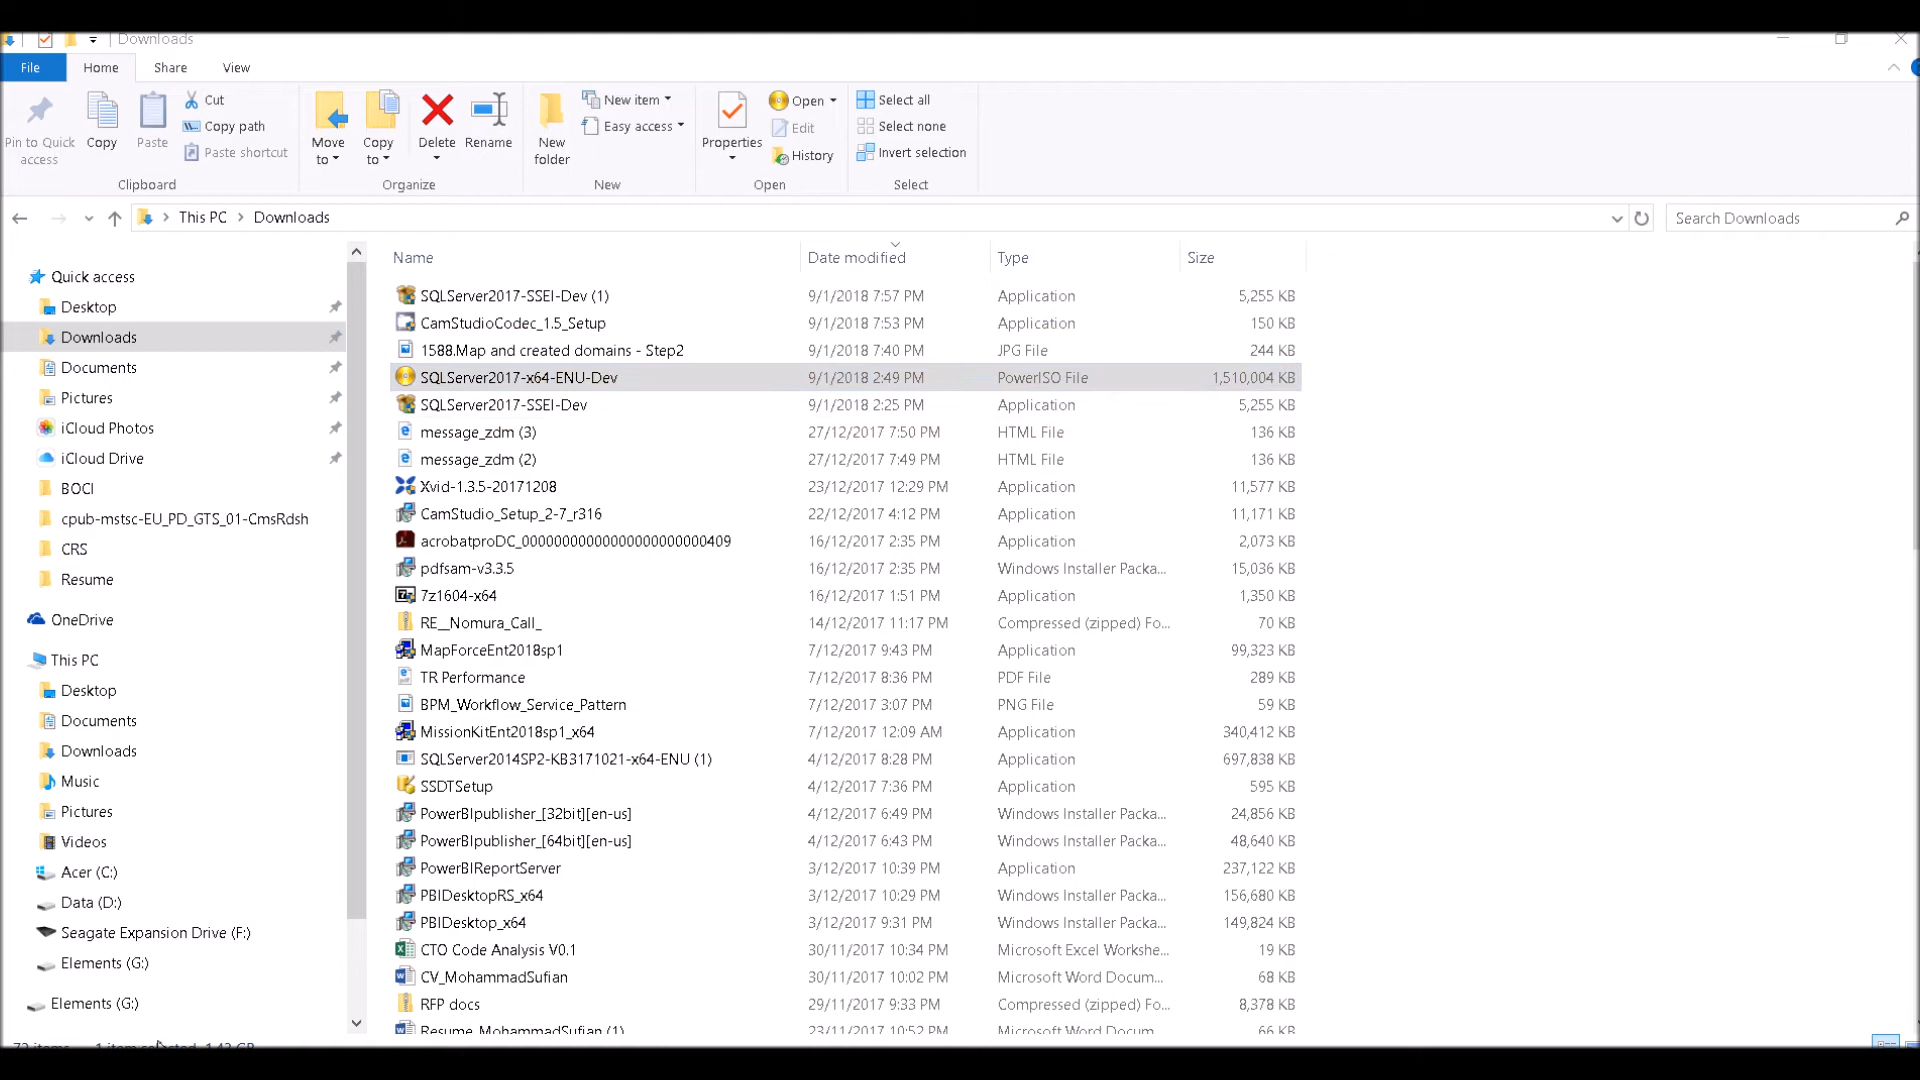 Downloads
File Home Share View
Pin to Quick access
Copy
Paste
Cut
Copy path
Paste shortcut
Clipboard
Move to
Copy to
Delete
Rename
Organize
New folder
New item
Easy access
New
Properties
Open
Edit
History
Open
Select all
Select none
Invert selection
Select
This PC > Downloads
Search Downloads
Quick access
Desktop
Downloads
Documents
Pictures
iCloud Photos
iCloud Drive
BOCI
cpub-mstsc-EU_PD_GTS_01-CmsRdsh
CRS
Resume
OneDrive
This PC
Desktop
Documents
Downloads
Music
Pictures
Videos
Acer (C:)
Data (D:)
Seagate Expansion Drive (F:)
Elements (G:)
Elements (G:)
Name Date modified Type Size
SQLServer2017-SSEI-Dev (1) 9/1/2018 7:57 PM Application 5,255 KB
CamStudioCodec_1.5_Setup 9/1/2018 7:53 PM Application 150 KB
1588.Map and created domains - Step2 9/1/2018 7:40 PM JPG File 244 KB
SQLServer2017-x64-ENU-Dev 9/1/2018 2:49 PM PowerISO File 1,510,004 KB
SQLServer2017-SSEI-Dev 9/1/2018 2:25 PM Application 5,255 KB
message_zdm (3) 27/12/2017 7:50 PM HTML File 136 KB
message_zdm (2) 27/12/2017 7:49 PM HTML File 136 KB
Xvid-1.3.5-20171208 23/12/2017 12:29 PM Application 11,577 KB
CamStudio_Setup_2-7_r316 22/12/2017 4:12 PM Application 11,171 KB
16/12/2017 2:35 PM Application 2,073 KB
pdfsam-v3.3.5 16/12/2017 2:35 PM Windows Installer Packa... 15,036 KB
7z1604-x64 16/12/2017 1:51 PM Application 1,350 KB
RE__Nomura_Call_ 14/12/2017 11:17 PM Compressed (zipped) Fo... 70 KB
MapForceEnt2018sp1 7/12/2017 9:43 PM Application 99,323 KB
TR Performance 7/12/2017 8:36 PM PDF File 289 KB
BPM_Workflow_Service_Pattern 7/12/2017 3:07 PM PNG File 59 KB
MissionKitEnt2018sp1_x64 7/12/2017 12:09 AM Application 340,412 KB
SQLServer2014SP2-KB3171021-x64-ENU (1) 4/12/2017 8:28 PM Application 697,838 KB
SSDTSetup 4/12/2017 7:36 PM Application 595 KB
PowerBIpublisher_[32bit][en-us] 4/12/2017 6:49 PM Windows Installer Packa... 24,856 KB
PowerBIpublisher_[64bit][en-us] 4/12/2017 6:43 PM Windows Installer Packa... 48,640 KB
PowerBIReportServer 3/12/2017 10:39 PM Application 237,122 KB
PBIDesktopRS_x64 3/12/2017 10:29 PM Windows Installer Packa... 156,680 KB
PBIDesktop_x64 3/12/2017 9:31 PM Windows Installer Packa... 149,824 KB
CTO Code Analysis V0.1 30/11/2017 10:34 PM Microsoft Excel Workshe... 19 KB
CV_MohammadSufian 30/11/2017 10:02 PM Microsoft Word Docum... 68 KB
RFP docs 29/11/2017 9:33 PM Compressed (zipped) Fo... 8,378 KB
Resume_MohammadSufian (1) 23/11/2017 10:52 PM Microsoft Word Docum... 66 KB
72 items 1 item selected 1.43 GB